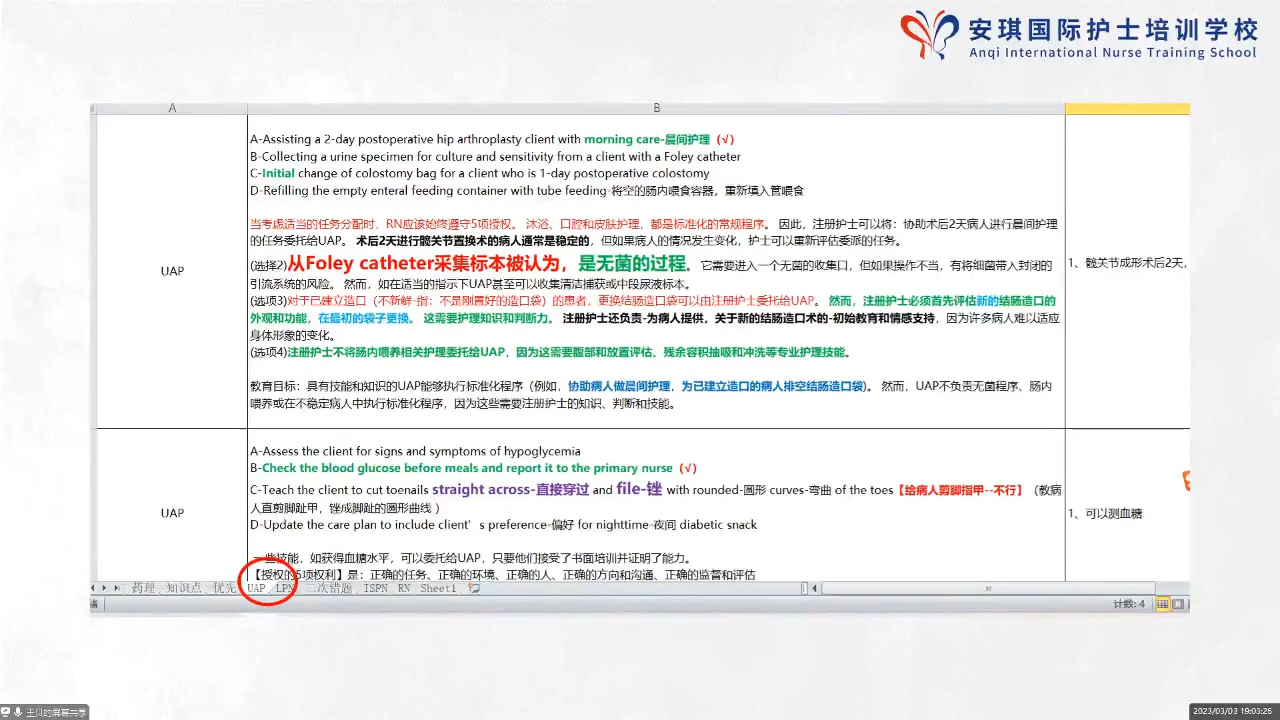 安琪国际护士培训学校
Anqi International Nurse Training School
A
B
UAP
A-Assisting a 2-day postoperative hip arthroplasty client with morning care-晨间护理（√）
B-Collecting a urine specimen for culture and sensitivity from a client with a Foley catheter
C-Initial change of colostomy bag for a client who is 1-day postoperative colostomy
D-Refilling the empty enteral feeding container with tube feeding-将空的肠内喂食容器，重新填入管喂食
当考虑适当的任务分配时，RN应该始终遵守5项授权。 沐浴、口腔和皮肤护理，都是标准化的常规程序。 因此，注册护士可以将：协助术后2天病人进行晨间护理
的任务委托给UAP。 术后2天进行髋关节置换术的病人通常是稳定的，但如果病人的情况发生变化，护士可以重新评估委派的任务。
(选择2)从Foley catheter采集标本被认为，是无菌的过程。 它需要进入一个无菌的收集口，但如果操作不当，有将细菌带入封闭的
引流系统的风险。 然而，如在适当的指示下UAP甚至可以收集清洁捕获或中段尿液标本。
(选项3)对于已建立造口（不新鲜-指：不是刚置好的造口袋）的患者，更换结肠造口袋可以由注册护士委托给UAP。 然而，注册护士必须首先评估新的结肠造口的
外观和功能，在最初的袋子更换。 这需要护理知识和判断力。 注册护士还负责-为病人提供，关于新的结肠造口术的-初始教育和情感支持，因为许多病人难以适应
身体形象的变化。
(选项4)注册护士不将肠内喂养相关护理委托给UAP，因为这需要腹部和放置评估、残余容积抽吸和冲洗等专业护理技能。
教育目标：具有技能和知识的UAP能够执行标准化程序（例如，协助病人做晨间护理，为已建立造口的病人排空结肠造口袋)。 然而，UAP不负责无菌程序、肠内
喂养或在不稳定病人中执行标准化程序，因为这些需要注册护士的知识、判断和技能。
1、髋关节成形术后2天，
UAP
A-Assess the client for signs and symptoms of hypoglycemia
B-Check the blood glucose before meals and report it to the primary nurse（√）
C-Teach the client to cut toenails straight across-直接穿过 and file-锉 with rounded-圆形 curves-弯曲 of the toes【给病人剪脚指甲--不行】（教病
人直剪脚趾甲，锉成脚趾的圆形曲线 ）
D-Update the care plan to include client's preference-偏好 for nighttime-夜间 diabetic snack
一些技能，如获得血糖水平，可以委托给UAP，只要他们接受了书面培训并证明了能力。
【授权的5项权利】是：正确的任务、正确的环境、正确的人、正确的方向和沟通、正确的监督和评估
1、可以测血糖
药理 知识点 优先 UAP LPN 二次错题 ISPN RN Sheet1
计数: 4
王贝的屏幕共享
2023/03/03 19:03:25